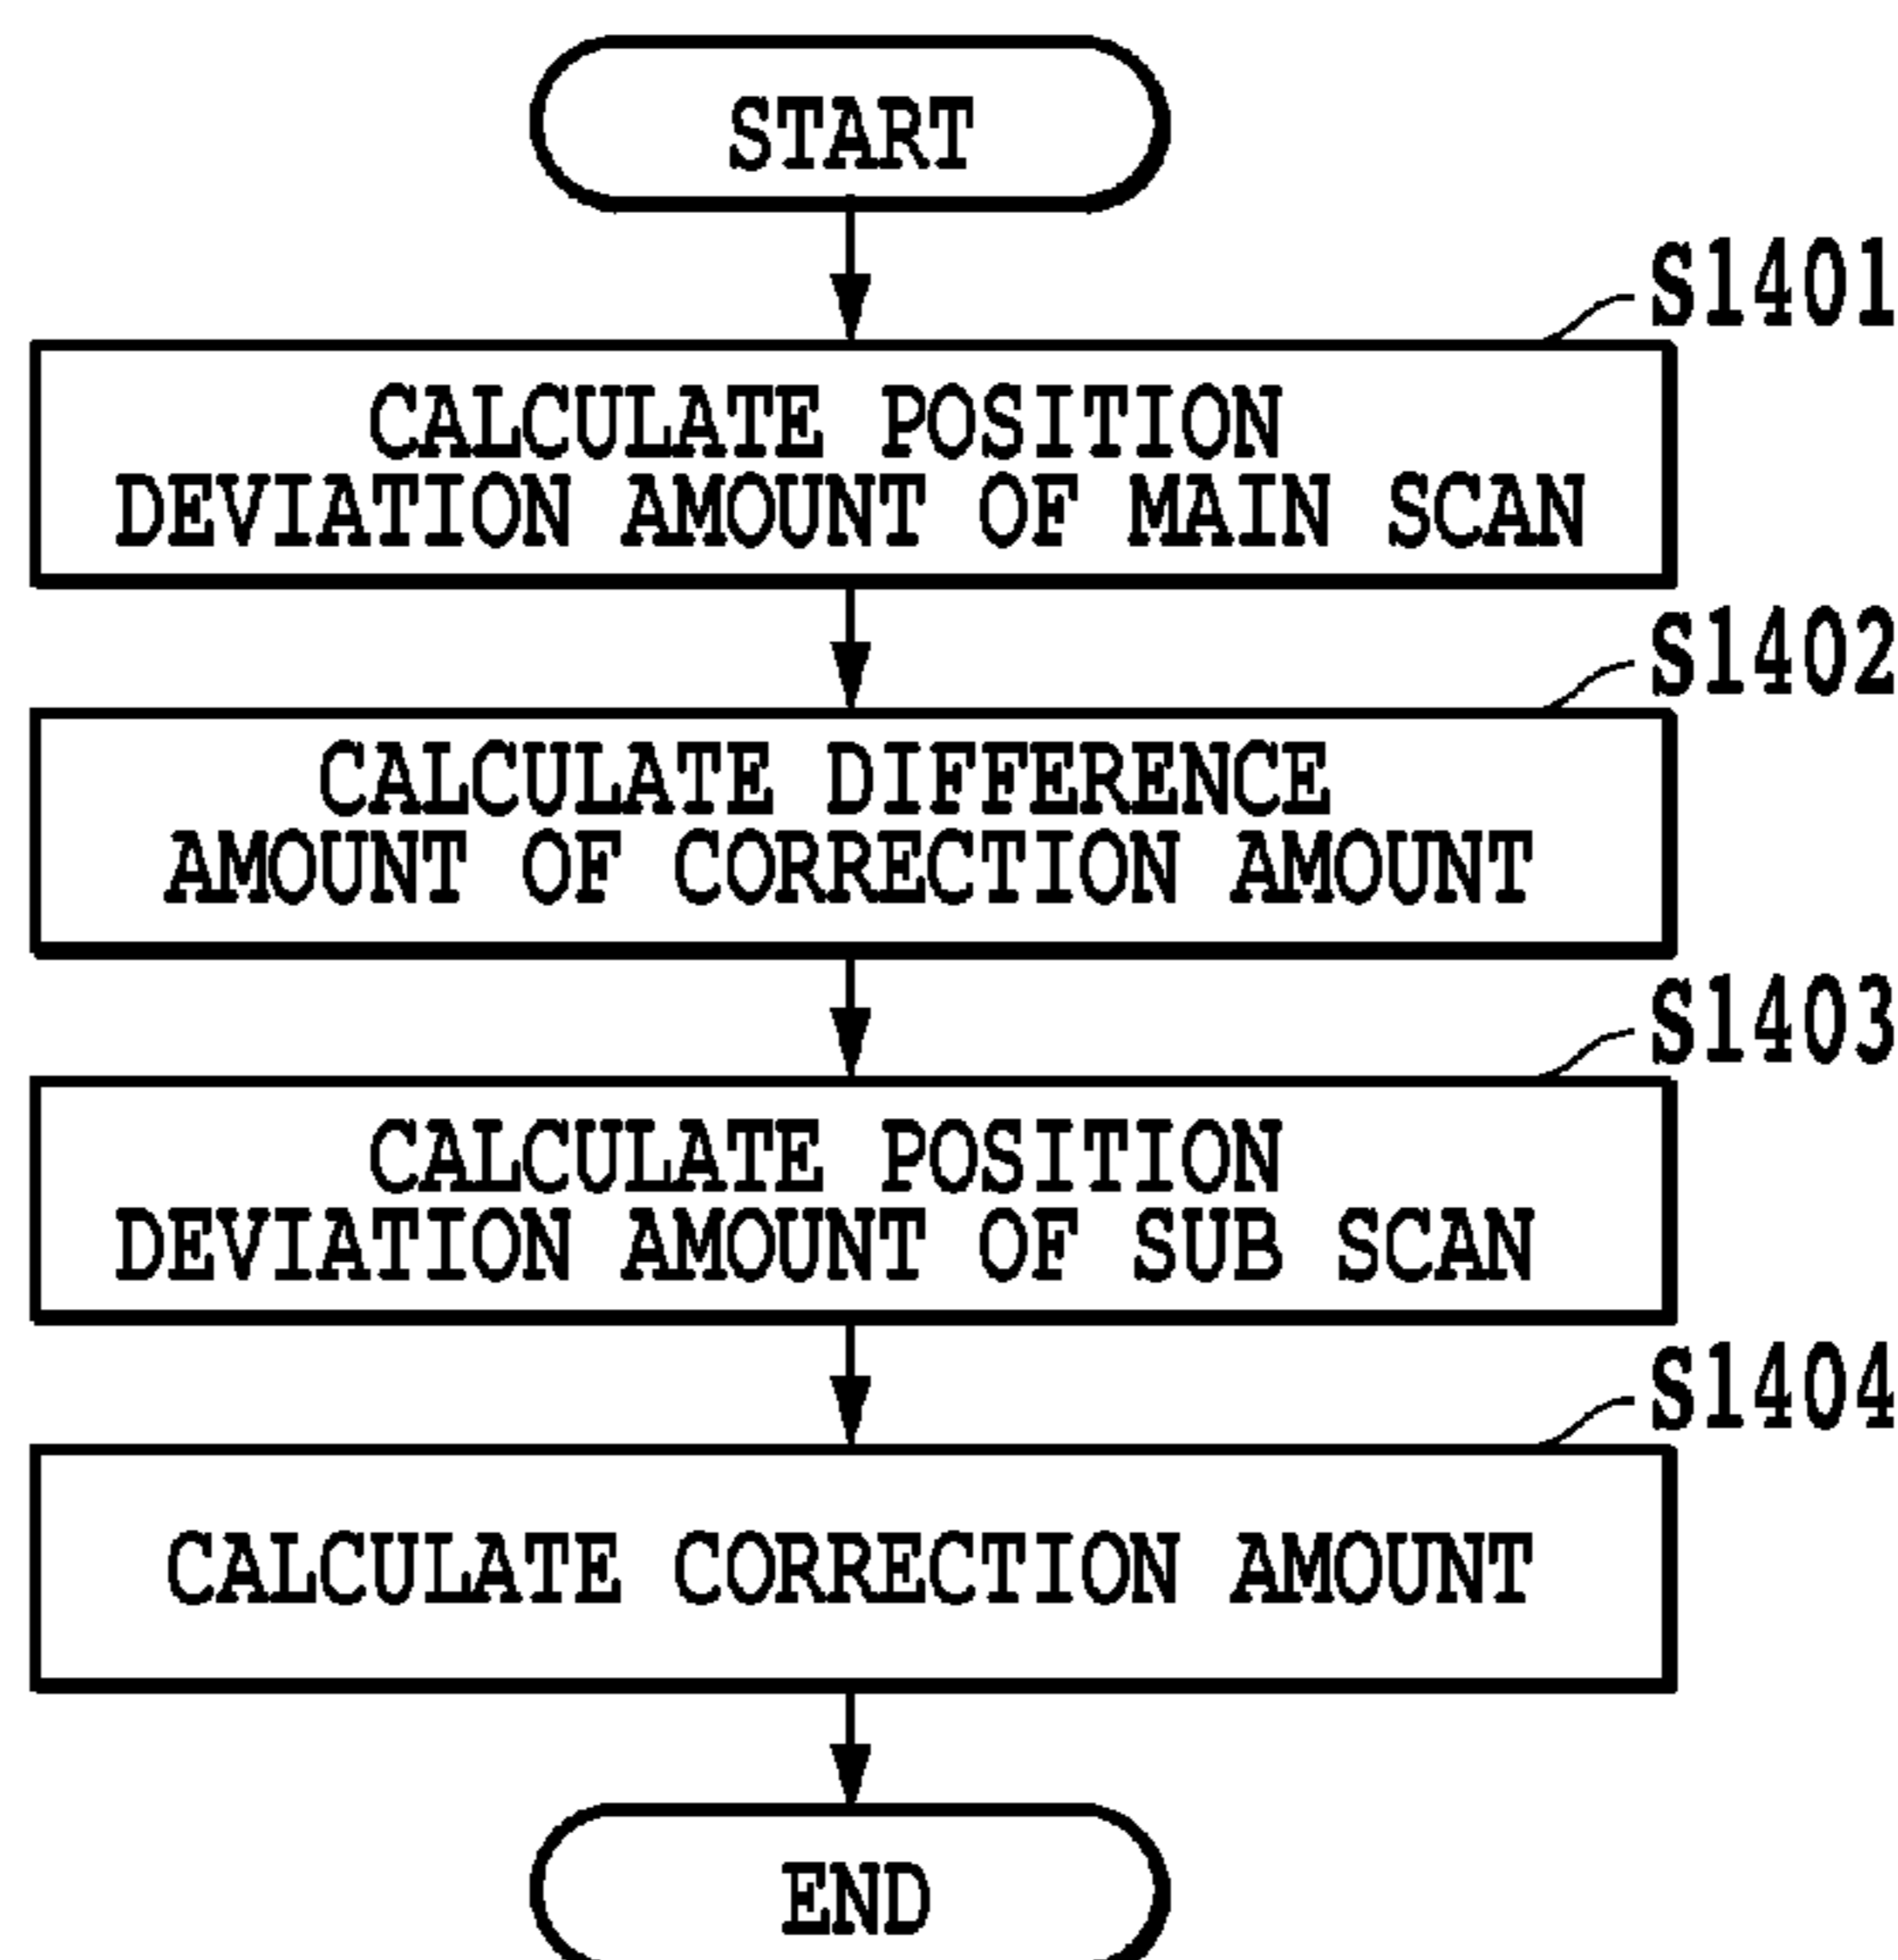 START
S1401
CALCULATE POSITION
DEVIATION AMOUNT OF MAIN SCAN
S1402
CALCULATE DIFFERENCE
AMOUNT OF CORRECTION AMOUNT
S1403
CALCULATE POSITION
DEVIATION AMOUNT OF SUB SCAN
S1404
CALCULATE CORRECTION AMOUNT
END